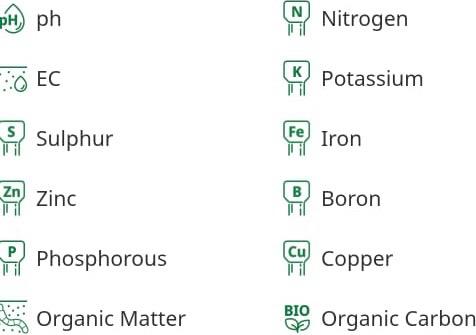 pH ph
N Nitrogen
EC
K Potassium
S Sulphur
Fe Iron
Zn Zinc
B Boron
P Phosphorous
Cu Copper
Organic Matter
BIO Organic Carbon